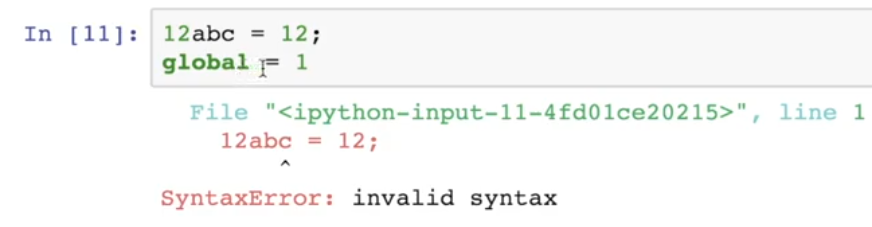 In [11]: 12abc = 12;
global = 1
File "<ipython-input-11-4fd01ce20215>", line 1
12abc = 12;
^
SyntaxError: invalid syntax